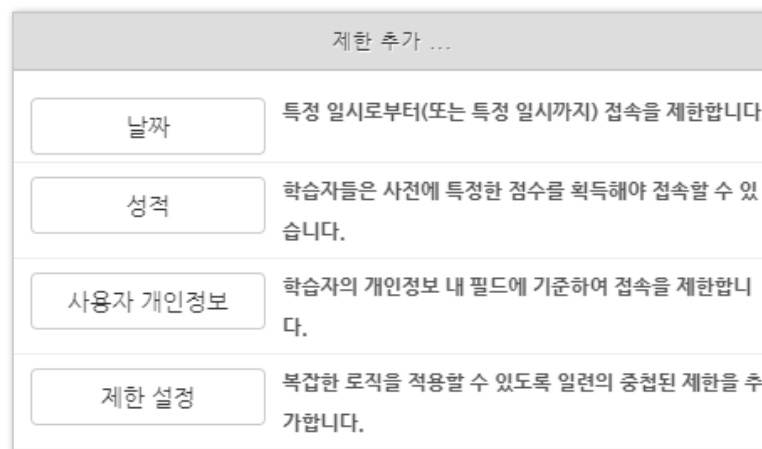 제한 추가 ...
날짜
특정 일시로부터(또는 특정 일시까지) 접속을 제한합니다
성적
학습자들은 사전에 특정한 점수를 획득해야 접속할 수 있
습니다.
사용자 개인정보
학습자의 개인정보 내 필드에 기준하여 접속을 제한합니
다.
제한 설정
복잡한 로직을 적용할 수 있도록 일련의 중첩된 제한을 추
가합니다.